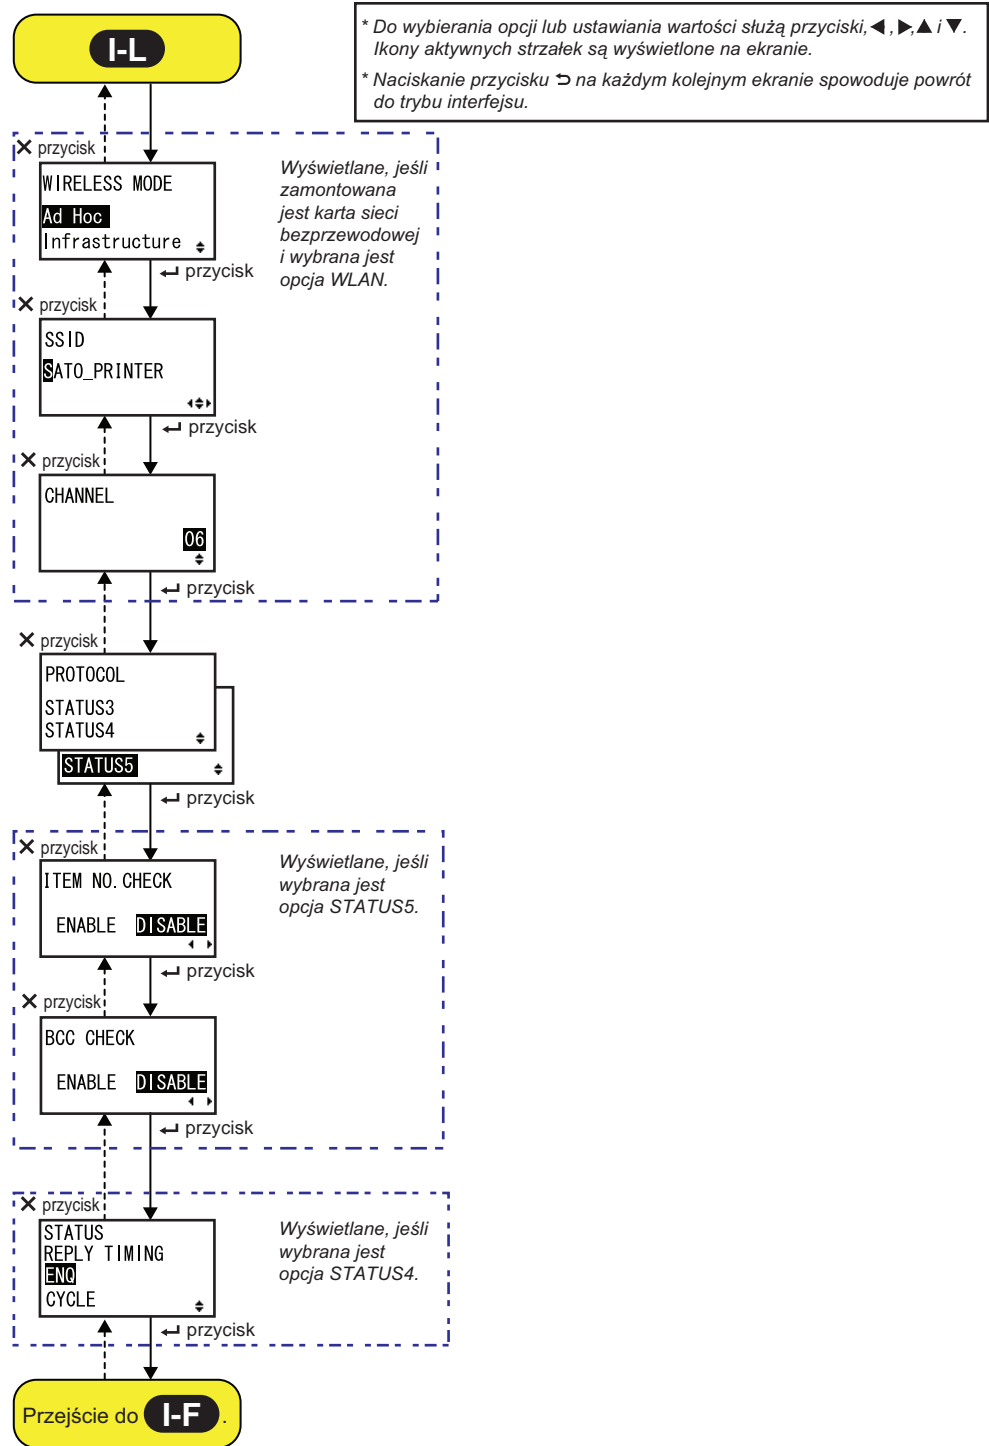 I-L
* Do wybierania opcji lub ustawiania wartości służą przyciski, ◀ , ▶, ▲ i ▼.
Ikony aktywnych strzałek są wyświetlone na ekranie.
* Naciskanie przycisku ⮌ na każdym kolejnym ekranie spowoduje powrót
do trybu interfejsu.
✕ przycisk
WIRELESS MODE
Ad Hoc
Infrastructure
Wyświetlane, jeśli
zamontowana
jest karta sieci
bezprzewodowej
i wybrana jest
opcja WLAN.
↵ przycisk
✕ przycisk
SSID
SATO_PRINTER
↵ przycisk
✕ przycisk
CHANNEL
06
↵ przycisk
✕ przycisk
PROTOCOL
STATUS3
STATUS4
STATUS5
↵ przycisk
✕ przycisk
ITEM NO.CHECK
ENABLE DISABLE
Wyświetlane, jeśli
wybrana jest
opcja STATUS5.
↵ przycisk
✕ przycisk
BCC CHECK
ENABLE DISABLE
↵ przycisk
✕ przycisk
STATUS
REPLY TIMING
ENQ
CYCLE
Wyświetlane, jeśli
wybrana jest
opcja STATUS4.
↵ przycisk
Przejście do I-F .